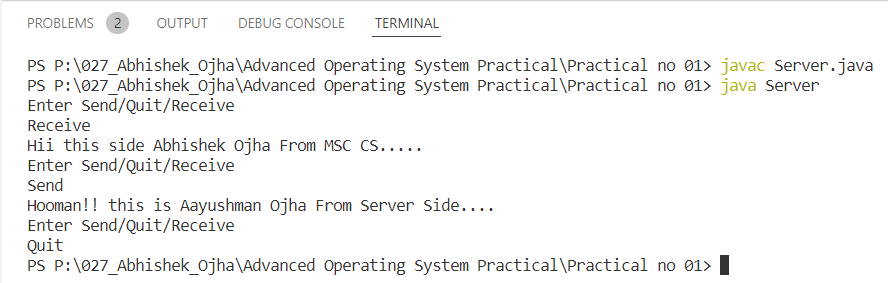 PROBLEMS 2 OUTPUT DEBUG CONSOLE TERMINAL
PS P:\027_Abhishek_Ojha\Advanced Operating System Practical\Practical no 01> javac Server.java
PS P:\027_Abhishek_Ojha\Advanced Operating System Practical\Practical no 01> java Server
Enter Send/Quit/Receive
Receive
Hii this side Abhishek Ojha From MSC CS.....
Enter Send/Quit/Receive
Send
Hooman!! this is Aayushman Ojha From Server Side....
Enter Send/Quit/Receive
Quit
PS P:\027_Abhishek_Ojha\Advanced Operating System Practical\Practical no 01>